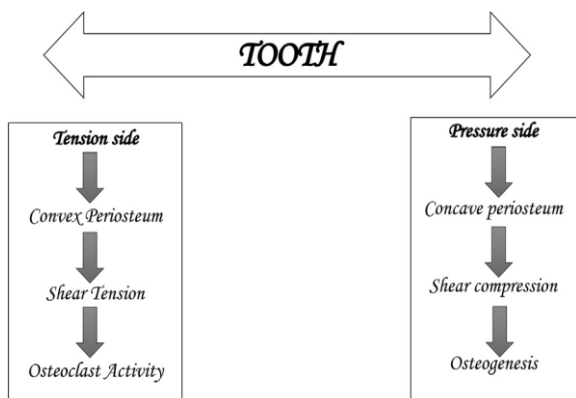 TOOTH
Tension side
Convex Periosteum
Shear Tension
Osteoclast Activity
Pressure side
Concave periosteum
Shear compression
Osteogenesis